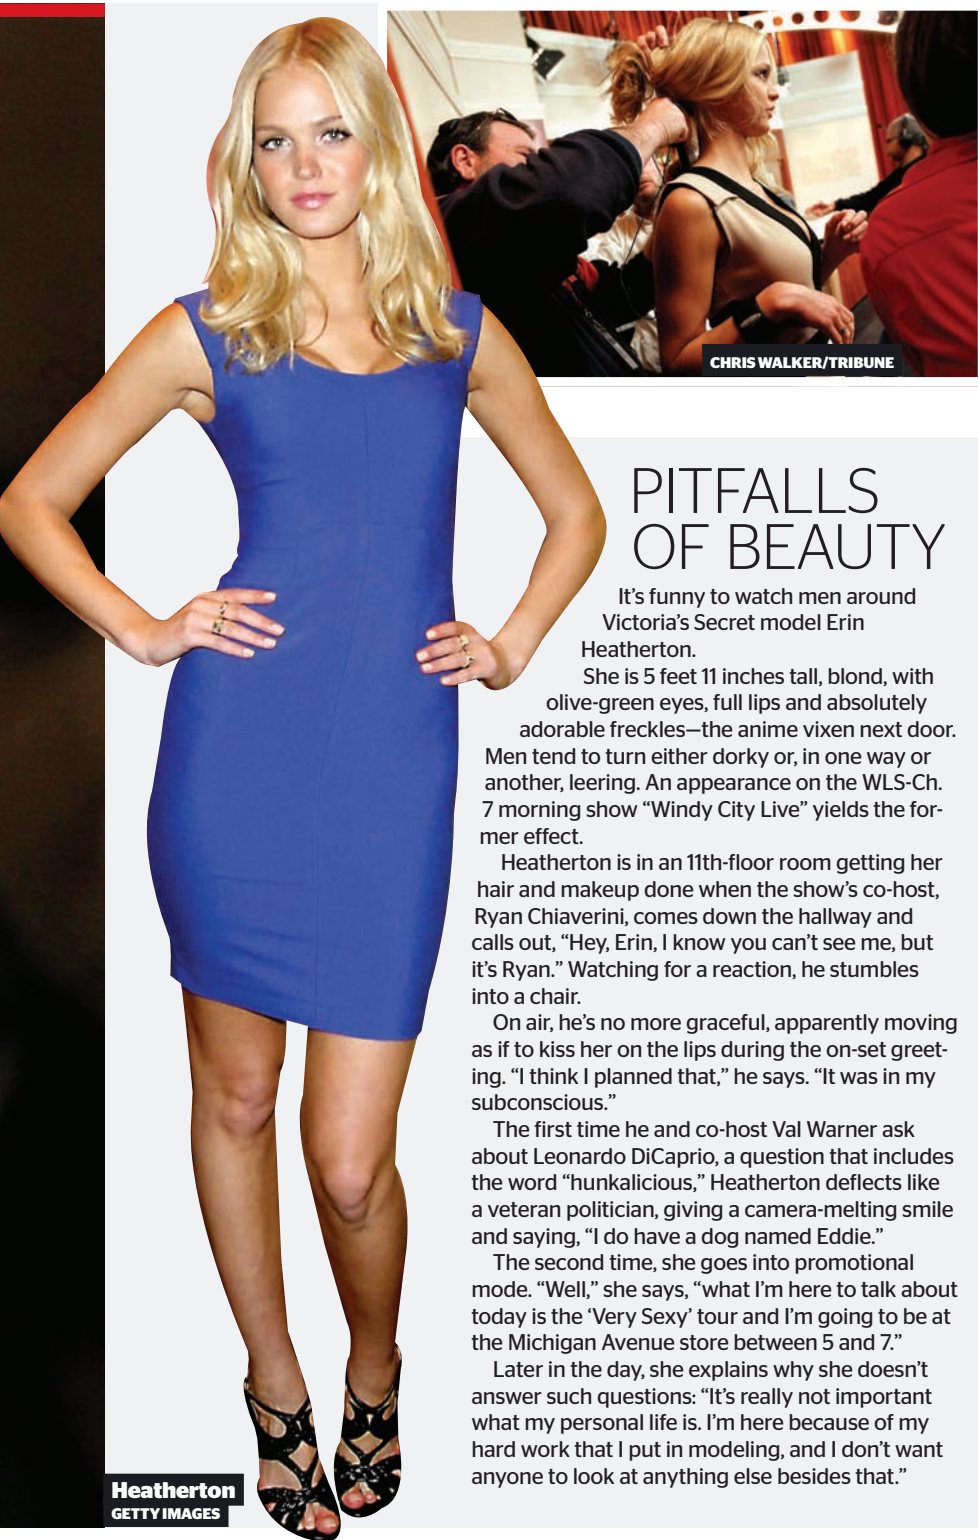 CHRIS WALKER/TRIBUNE
PITFALLS
OF BEAUTY
It’s funny to watch men around
Victoria’s Secret model Erin
Heatherton.
She is 5 feet 11 inches tall, blond, with
olive-green eyes, full lips and absolutely
adorable freckles—the anime vixen next door.
Men tend to turn either dorky or, in one way or
another, leering. An appearance on the WLS-Ch.
7 morning show “Windy City Live” yields the for-
mer effect.
Heatherton is in an 11th-floor room getting her
hair and makeup done when the show’s co-host,
Ryan Chiaverini, comes down the hallway and
calls out, “Hey, Erin, I know you can’t see me, but
it’s Ryan.” Watching for a reaction, he stumbles
into a chair.
On air, he’s no more graceful, apparently moving
as if to kiss her on the lips during the on-set greet-
ing. “I think I planned that,” he says. “It was in my
subconscious.”
The first time he and co-host Val Warner ask
about Leonardo DiCaprio, a question that includes
the word “hunkalicious,” Heatherton deflects like
a veteran politician, giving a camera-melting smile
and saying, “I do have a dog named Eddie.”
The second time, she goes into promotional
mode. “Well,” she says, “what I’m here to talk about
today is the ‘Very Sexy’ tour and I’m going to be at
the Michigan Avenue store between 5 and 7.”
Later in the day, she explains why she doesn’t
answer such questions: “It’s really not important
what my personal life is. I’m here because of my
hard work that I put in modeling, and I don’t want
anyone to look at anything else besides that.”
Heatherton
GETTY IMAGES